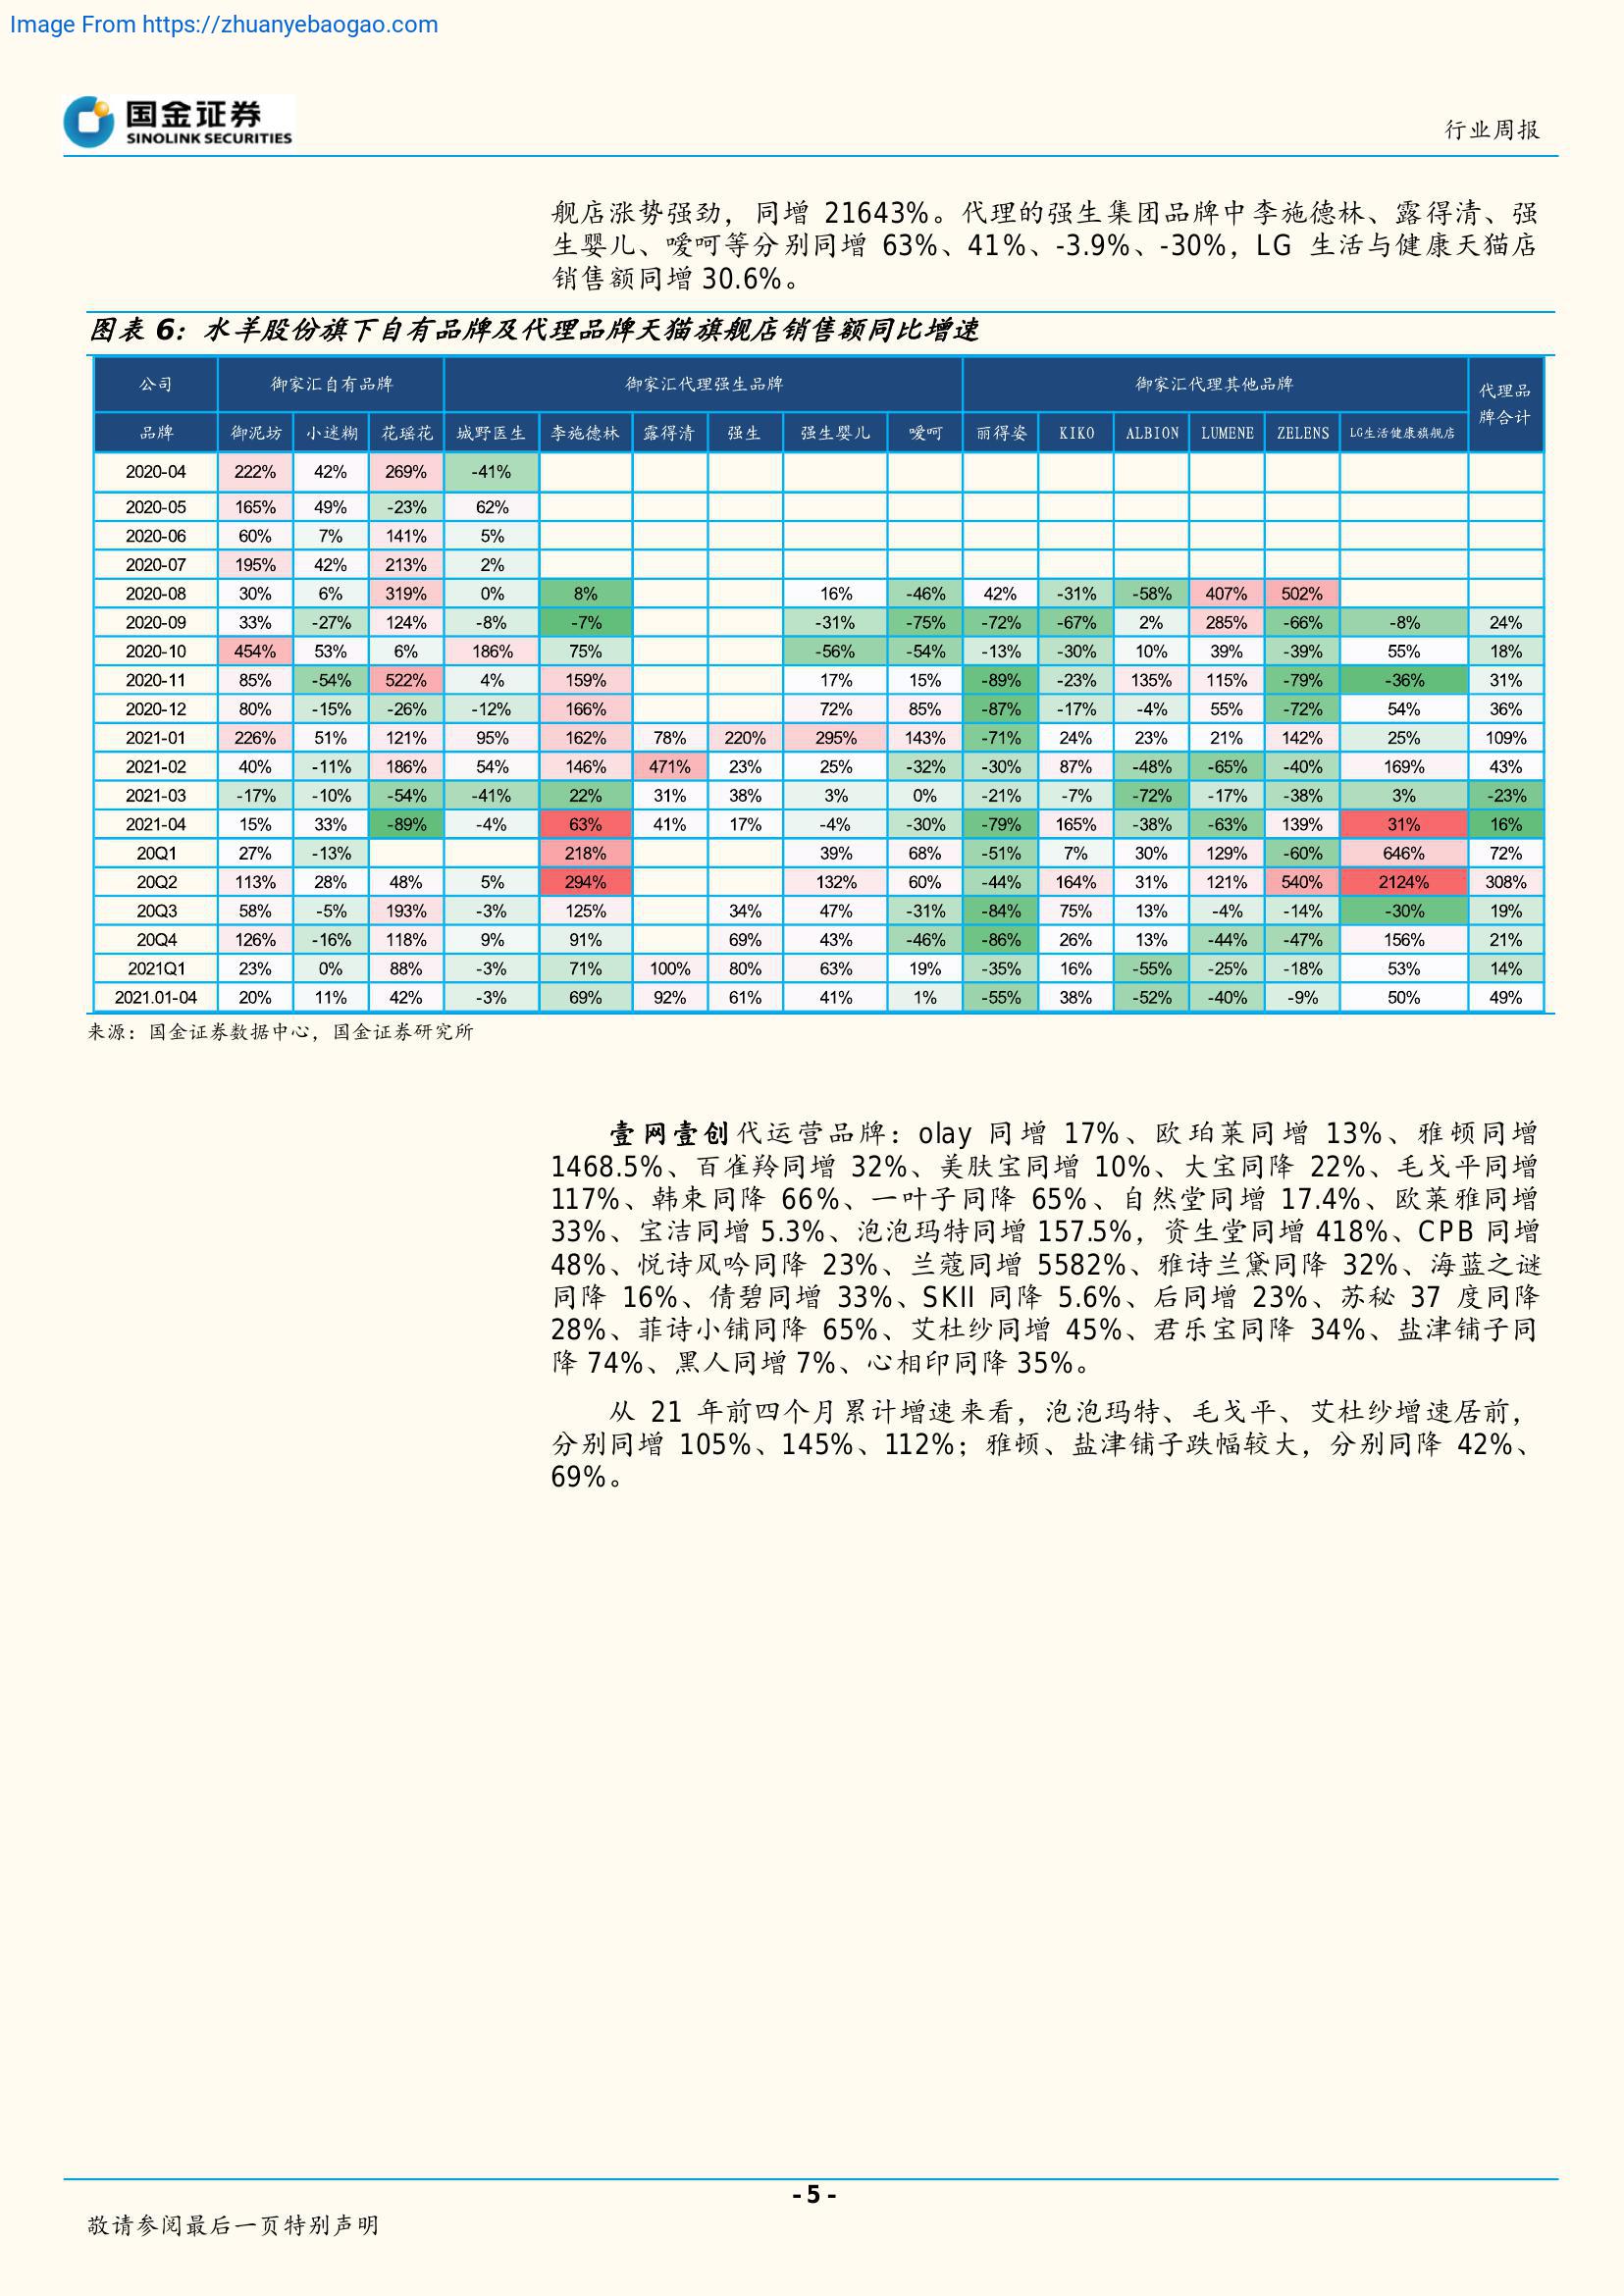 Image From https://zhuanyebaogao.com
国金证券
SINOLINK SECURITIES
行业周报
舰店涨势强劲，同增 21643%。代理的强生集团品牌中李施德林、露得清、强
生婴儿、嗳呵等分别同增 63%、41%、-3.9%、-30%，LG 生活与健康天猫店
销售额同增 30.6%。
图表 6：水羊股份旗下自有品牌及代理品牌天猫旗舰店销售额同比增速
公司 御家汇自有品牌 御家汇代理强生品牌 御家汇代理其他品牌 代理品牌合计
品牌 御泥坊 小迷糊 花瑶花 城野医生 李施德林 露得清 强生 强生婴儿 嗳呵 丽得姿 KIKO ALBION LUMENE ZELENS LG生活健康旗舰店
2020-04 222% 42% 269% -41%
2020-05 165% 49% -23% 62%
2020-06 60% 7% 141% 5%
2020-07 195% 42% 213% 2%
2020-08 30% 6% 319% 0% 8% 16% -46% 42% -31% -58% 407% 502%
2020-09 33% -27% 124% -8% -7% -31% -75% -72% -67% 2% 285% -66% -8% 24%
2020-10 454% 53% 6% 186% 75% -56% -54% -13% -30% 10% 39% -39% 55% 18%
2020-11 85% -54% 522% 4% 159% 17% 15% -89% -23% 135% 115% -79% -36% 31%
2020-12 80% -15% -26% -12% 166% 72% 85% -87% -17% -4% 55% -72% 54% 36%
2021-01 226% 51% 121% 95% 162% 78% 220% 295% 143% -71% 24% 23% 21% 142% 25% 109%
2021-02 40% -11% 186% 54% 146% 471% 23% 25% -32% -30% 87% -48% -65% -40% 169% 43%
2021-03 -17% -10% -54% -41% 22% 31% 38% 3% 0% -21% -7% -72% -17% -38% 3% -23%
2021-04 15% 33% -89% -4% 63% 41% 17% -4% -30% -79% 165% -38% -63% 139% 31% 16%
20Q1 27% -13% 218% 39% 68% -51% 7% 30% 129% -60% 646% 72%
20Q2 113% 28% 48% 5% 294% 132% 60% -44% 164% 31% 121% 540% 2124% 308%
20Q3 58% -5% 193% -3% 125% 34% 47% -31% -84% 75% 13% -4% -14% -30% 19%
20Q4 126% -16% 118% 9% 91% 69% 43% -46% -86% 26% 13% -44% -47% 156% 21%
2021Q1 23% 0% 88% -3% 71% 100% 80% 63% 19% -35% 16% -55% -25% -18% 53% 14%
2021.01-04 20% 11% 42% -3% 69% 92% 61% 41% 1% -55% 38% -52% -40% -9% 50% 49%
来源：国金证券数据中心，国金证券研究所
壹网壹创代运营品牌：olay 同增 17%、欧珀莱同增 13%、雅顿同增
1468.5%、百雀羚同增 32%、美肤宝同增 10%、大宝同降 22%、毛戈平同增
117%、韩束同降 66%、一叶子同降 65%、自然堂同增 17.4%、欧莱雅同增
33%、宝洁同增 5.3%、泡泡玛特同增 157.5%，资生堂同增 418%、CPB 同增
48%、悦诗风吟同降 23%、兰蔻同增 5582%、雅诗兰黛同降 32%、海蓝之谜
同降 16%、倩碧同增 33%、SKII 同降 5.6%、后同增 23%、苏秘 37 度同降
28%、菲诗小铺同降 65%、艾杜纱同增 45%、君乐宝同降 34%、盐津铺子同
降 74%、黑人同增 7%、心相印同降 35%。
从 21 年前四个月累计增速来看，泡泡玛特、毛戈平、艾杜纱增速居前，
分别同增 105%、145%、112%；雅顿、盐津铺子跌幅较大，分别同降 42%、
69%。
- 5 -
敬请参阅最后一页特别声明